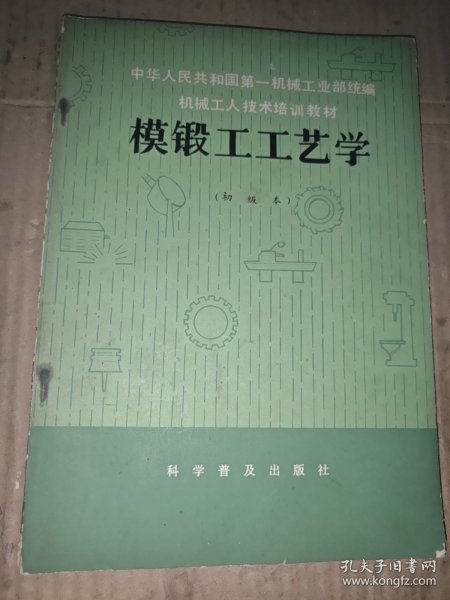 中华人民共和国第一机械工业部统编
机械工人技术培训教材
模锻工工艺学
(初级本)
科学普及出版社
孔夫子旧书网
www.kongfz.com